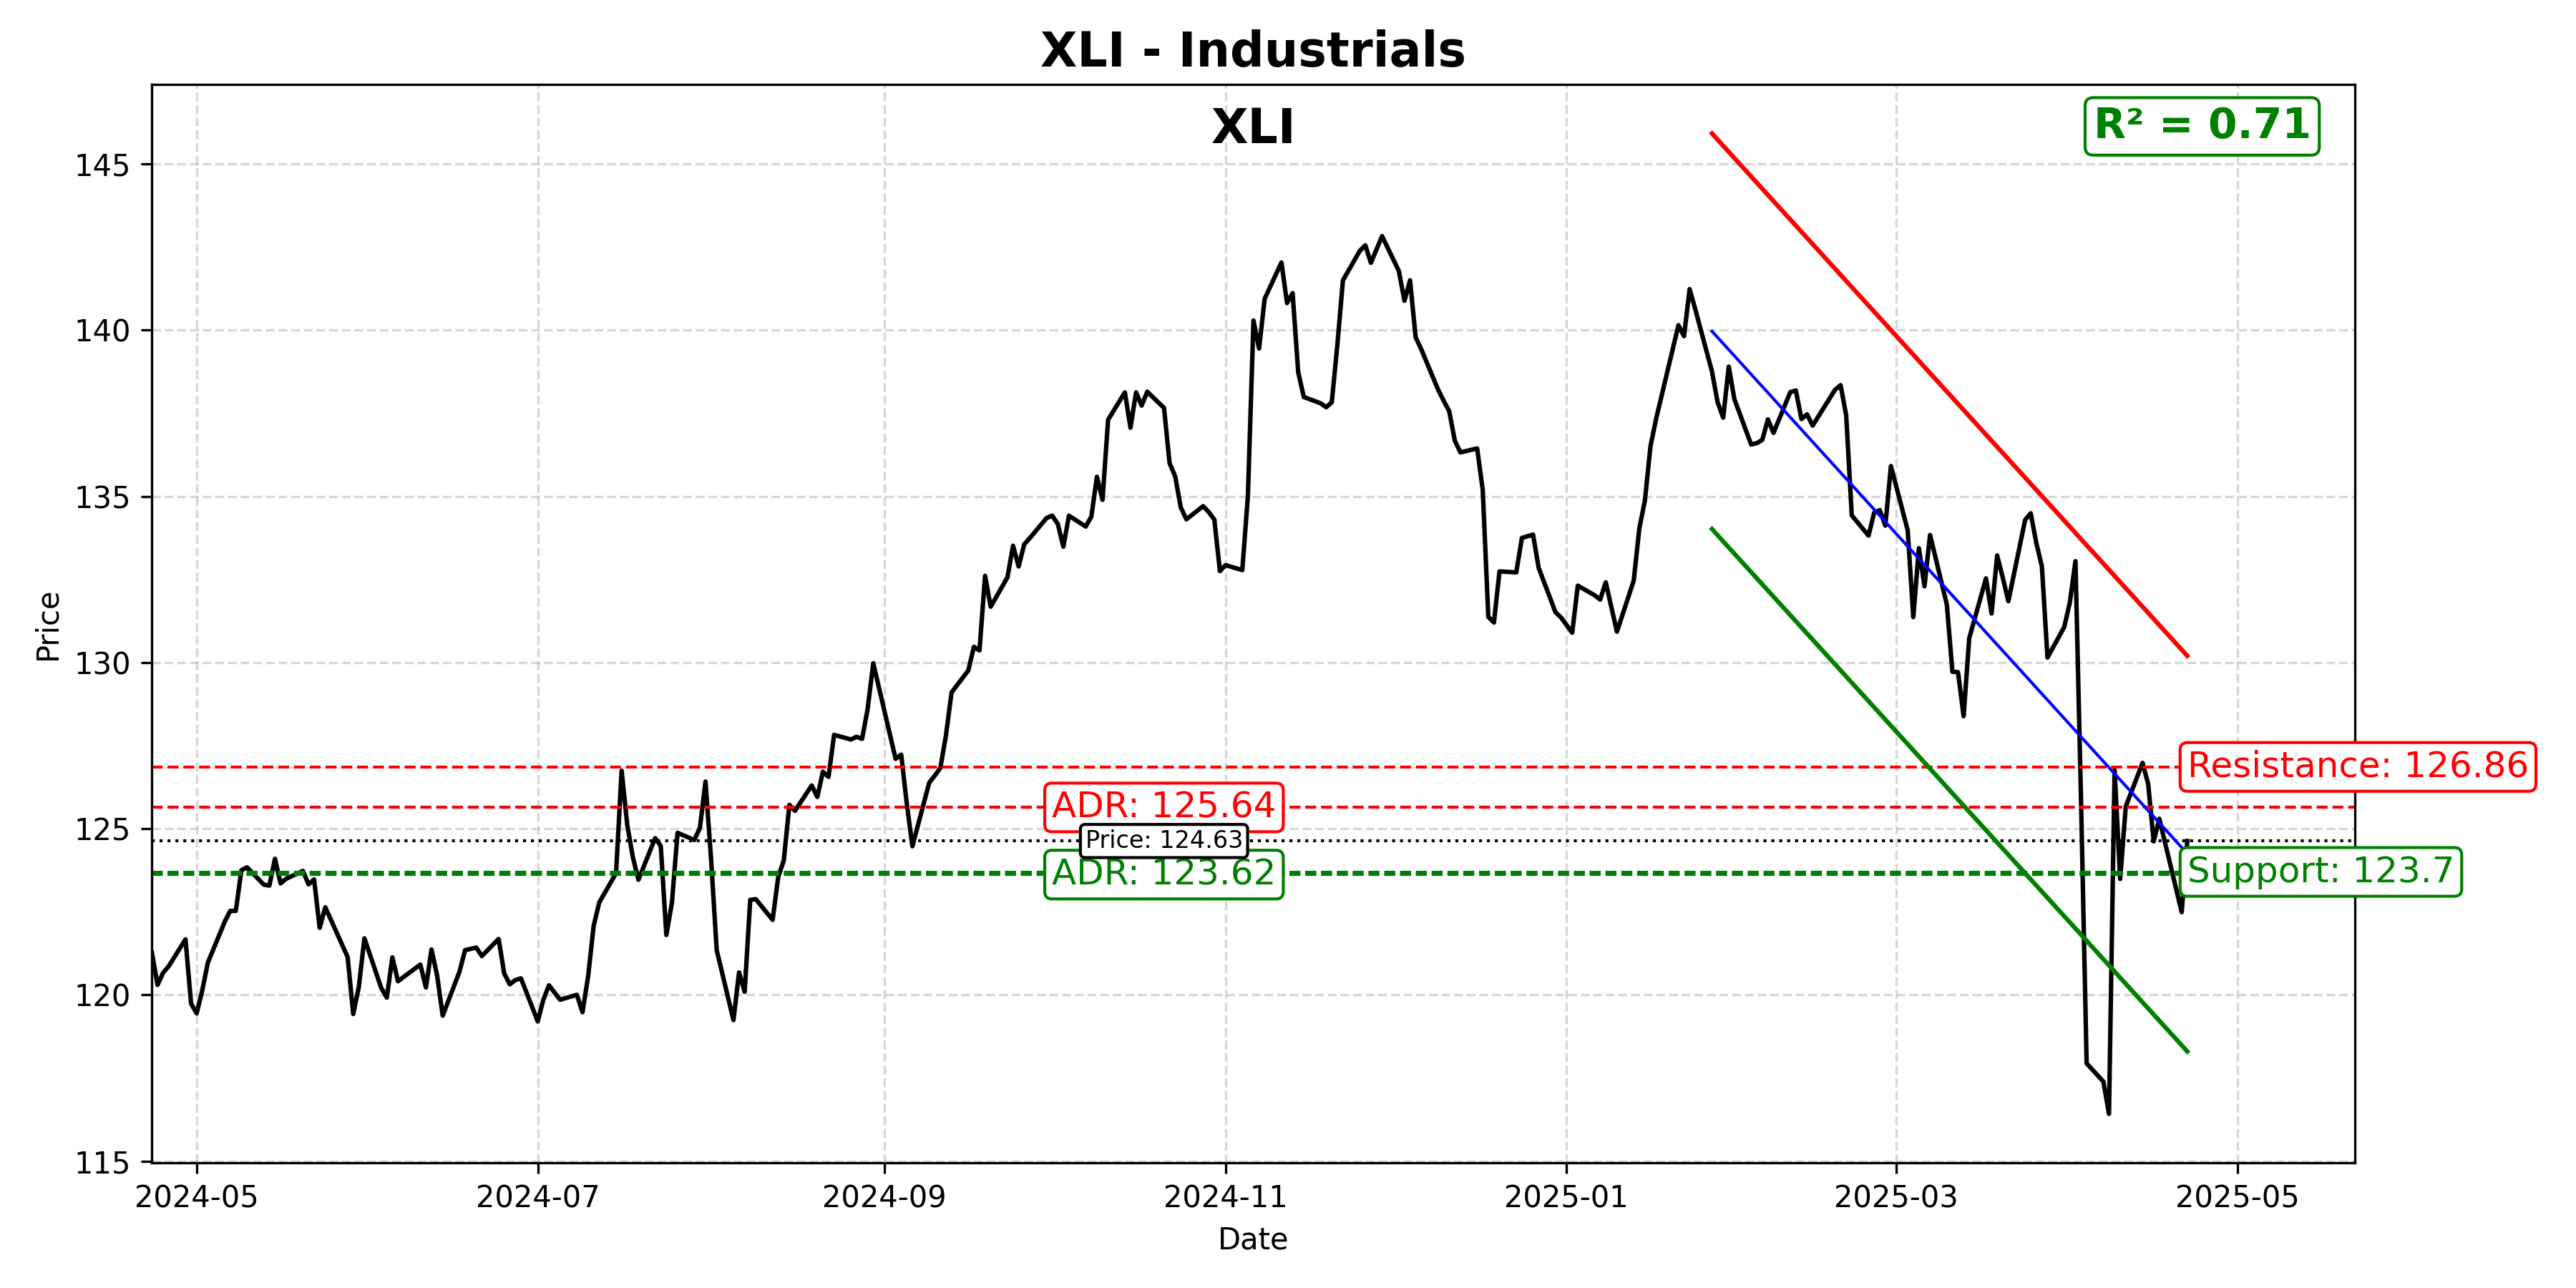 XLI - Industrials
XLI
R² = 0.71
145
140
135
130
125
120
115
Price
Resistance: 126.86
ADR: 125.64
Price: 124.63
ADR: 123.62
Support: 123.7
2024-05
2024-07
2024-09
2024-11
2025-01
2025-03
2025-05
Date